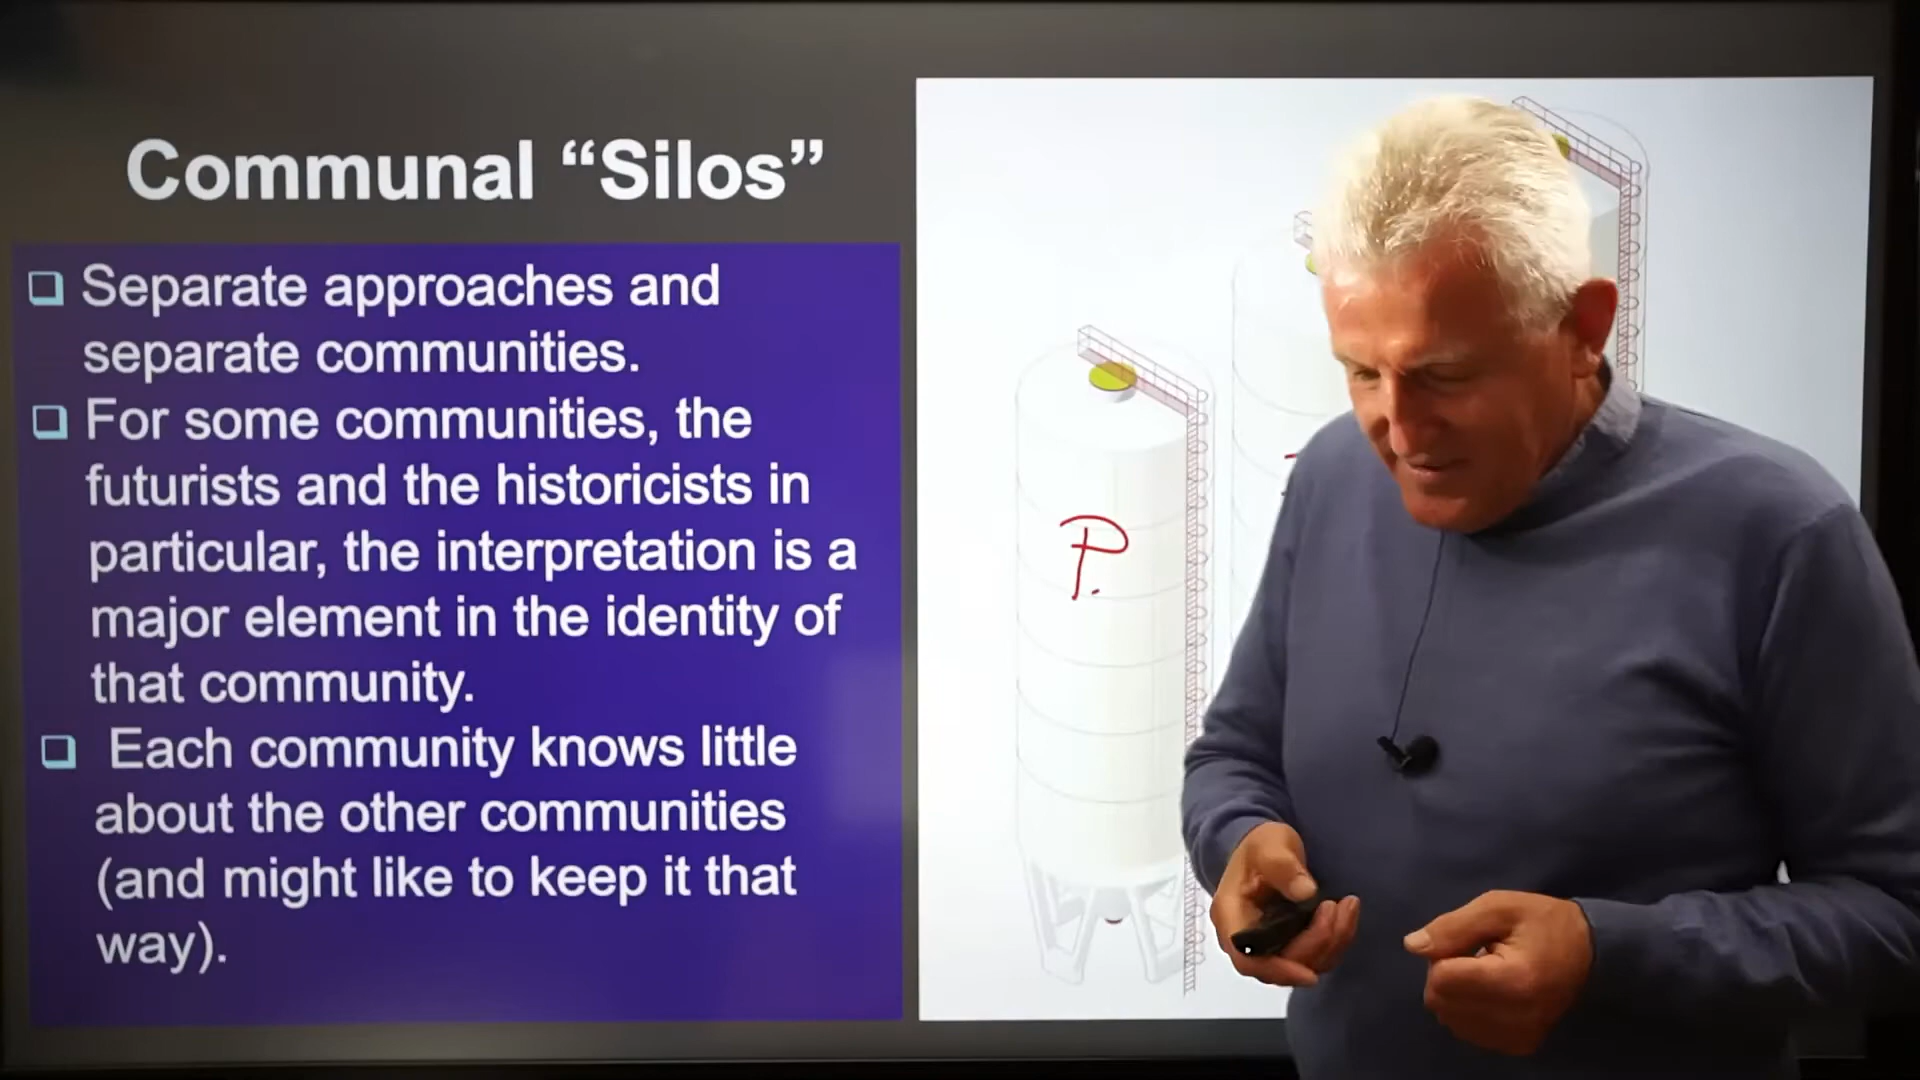 Communal “Silos”
❑ Separate approaches and
separate communities.
❑ For some communities, the
futurists and the historicists in
particular, the interpretation is a
major element in the identity of
that community.
❑ Each community knows little
about the other communities
(and might like to keep it that
way).
P.